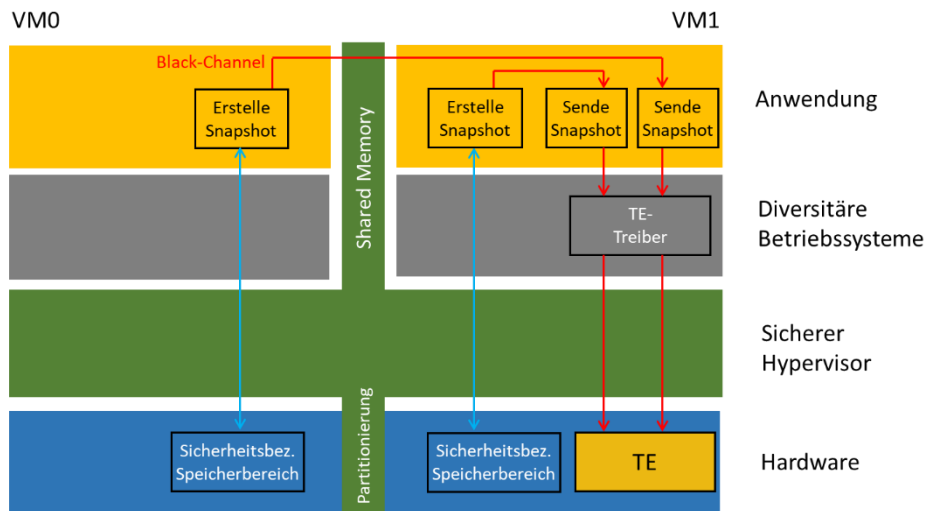 VM0
VM1
Black-Channel
Erstelle
Snapshot
Erstelle
Snapshot
Sende
Snapshot
Sende
Snapshot
Anwendung
Shared Memory
TE-
Treiber
Diversitäre
Betriebssysteme
Sicherer
Hypervisor
Partitionierung
Sicherheitsbez.
Speicherbereich
Sicherheitsbez.
Speicherbereich
TE
Hardware